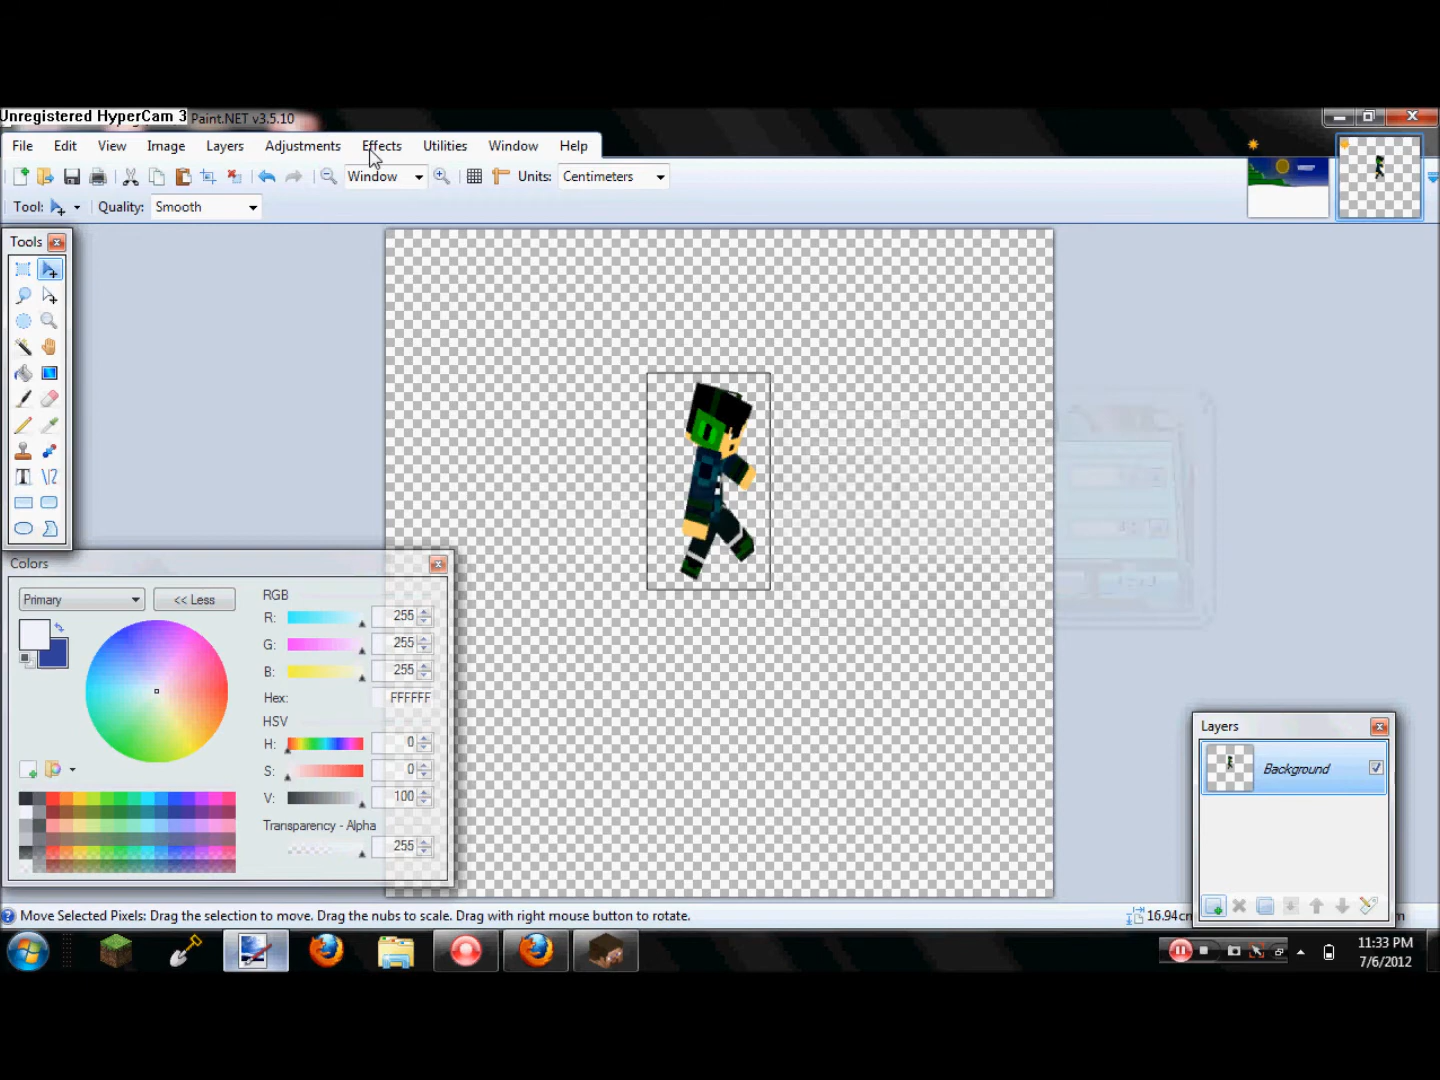 Unregistered HyperCam 3 Paint.NET v3.5.10
File Edit View Image Layers Adjustments Effects Utilities Window Help
Window Units: Centimeters
Tool: Quality: Smooth
Tools
Colors
Primary << Less
RGB
R: 255
G: 255
B: 255
Hex: FFFFFF
HSV
H: 0
S: 0
V: 100
Transparency - Alpha
255
Layers
Background
Move Selected Pixels: Drag the selection to move. Drag the nubs to scale. Drag with right mouse button to rotate.
11:33 PM
7/6/2012